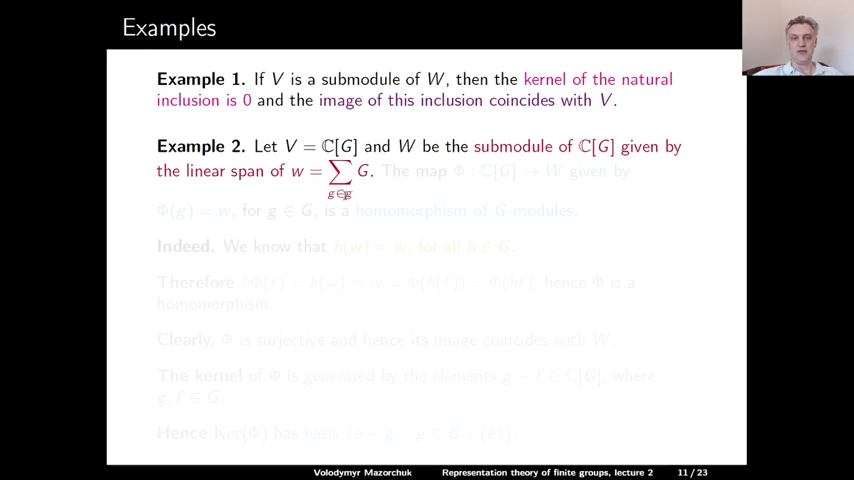 Examples
Example 1. If V is a submodule of W, then the kernel of the natural
inclusion is 0 and the image of this inclusion coincides with V.
Example 2. Let V = ℂ[G] and W be the submodule of ℂ[G] given by
the linear span of w = ∑ G. The map Φ : ℂ[G] → W given by
Φ(g) = w, for g ∈ G, is a homomorphism of G-modules.
Indeed. We know that h(w) = w, for all h ∈ G.
Therefore hΦ(f) = h(w) = w = Φ(h(f)) = Φ(hf), hence Φ is a
homomorphism.
Clearly, Φ is surjective and hence its image coincides with W.
The kernel of Φ is generated by the elements g − f ∈ ℂ[G], where
g, f ∈ G.
Hence Ker(Φ) has basis {e − g : g ∈ G \ {e}}.
Volodymyr Mazorchuk Representation theory of finite groups, lecture 2 11 / 23